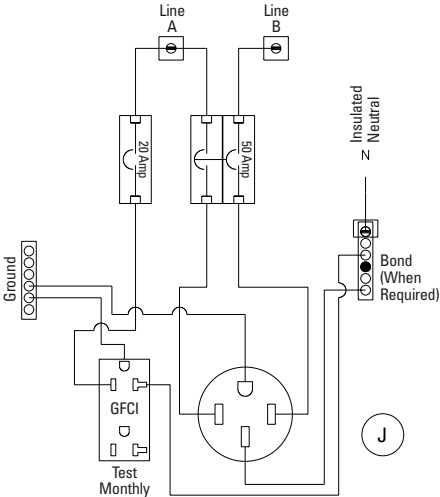 Line
A
Line
B
20 Amp
50 Amp
Insulated
Neutral
N
Ground
Bond
(When
Required)
GFCI
Test
Monthly
J